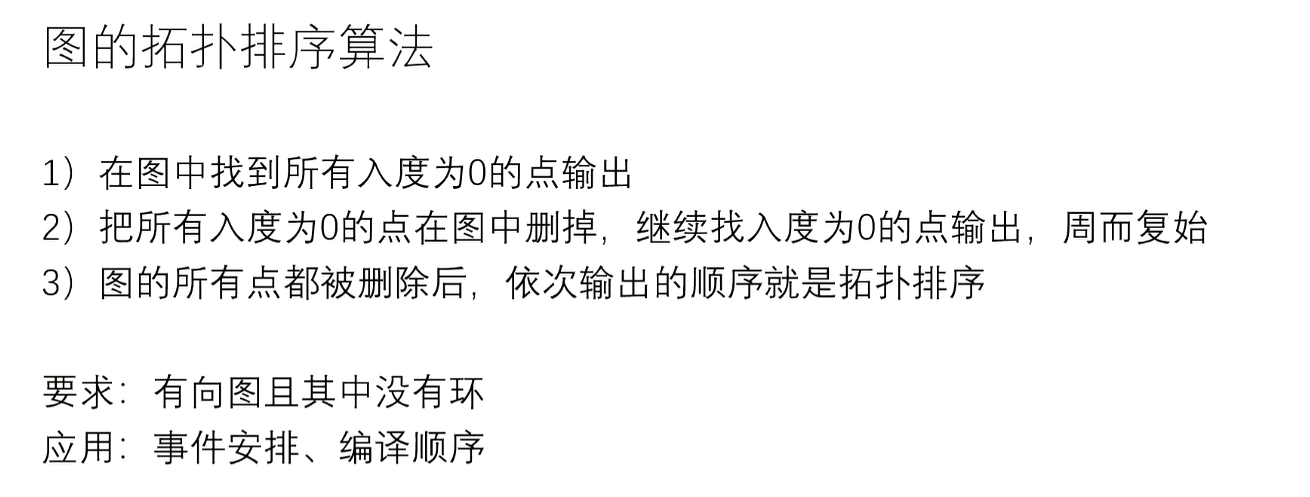 图的拓扑排序算法
1）在图中找到所有入度为0的点输出
2）把所有入度为0的点在图中删掉，继续找入度为0的点输出，周而复始
3）图的所有点都被删除后，依次输出的顺序就是拓扑排序
要求：有向图且其中没有环
应用：事件安排、编译顺序